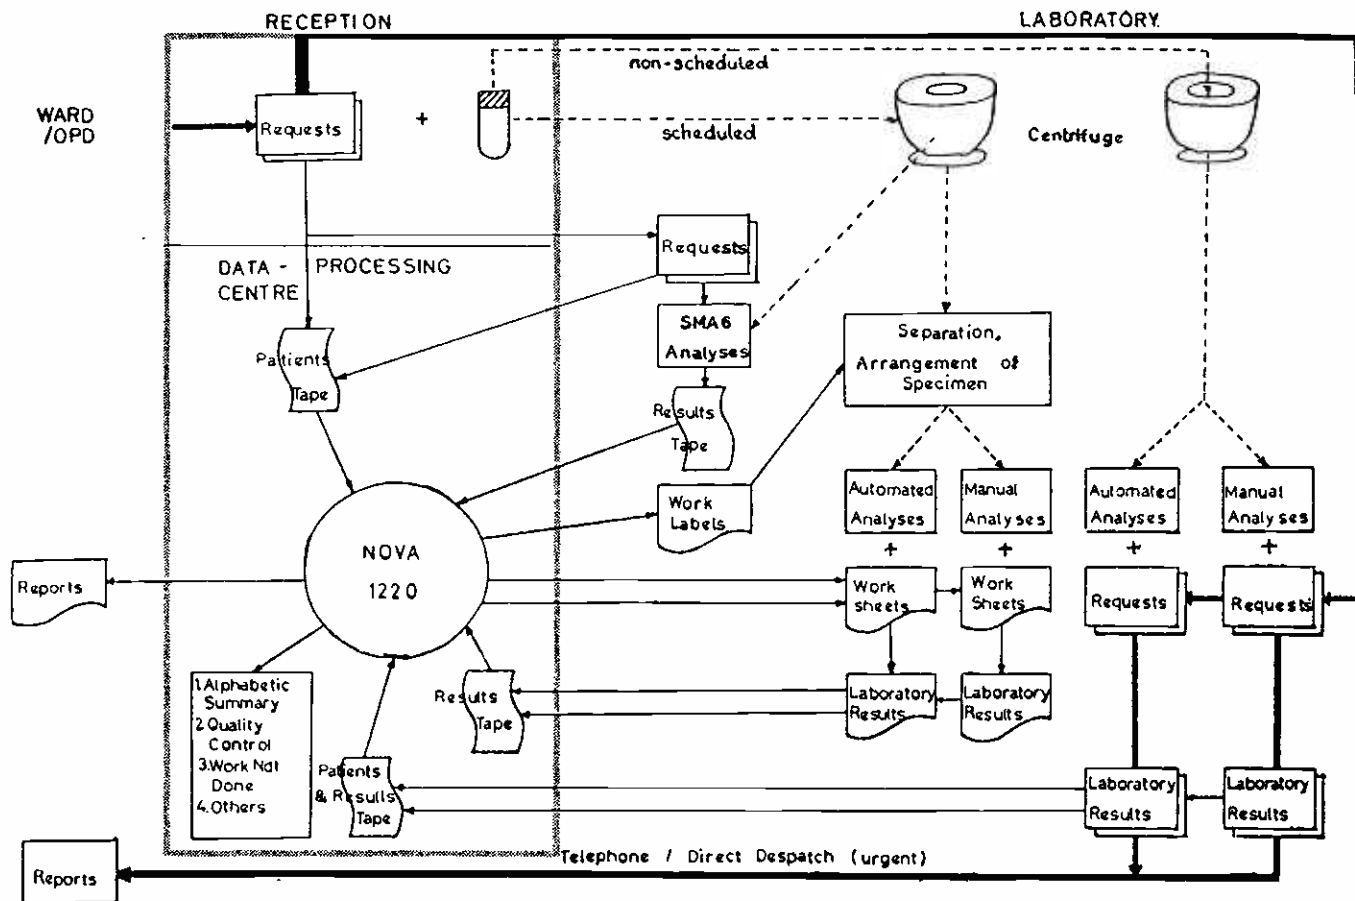 RECEPTION
LABORATORY.
WARD
/OPD
Requests
+
non-scheduled
scheduled
Centrifuge
Requests
DATA - PROCESSING
CENTRE
SMA6
Analyses
Separation,
Arrangement of
Specimen
Patients
Tape
Results
Tape
Work
Labels
Automated
Analyses
Manual
Analyses
Automated
Analyses
Manual
Analyses
+
+
+
+
NOVA
1220
Reports
Work
sheets
Work
Sheets
Requests
Requests
1.Alphabetic
Summary
2.Quality
Control
3.Work Not
Done
4.Others
Results
Tape
Laboratory
Results
Laboratory
Results
Patients
& Results
Tape
Laboratory
Results
Laboratory
Results
Telephone / Direct Despatch (urgent)
Reports